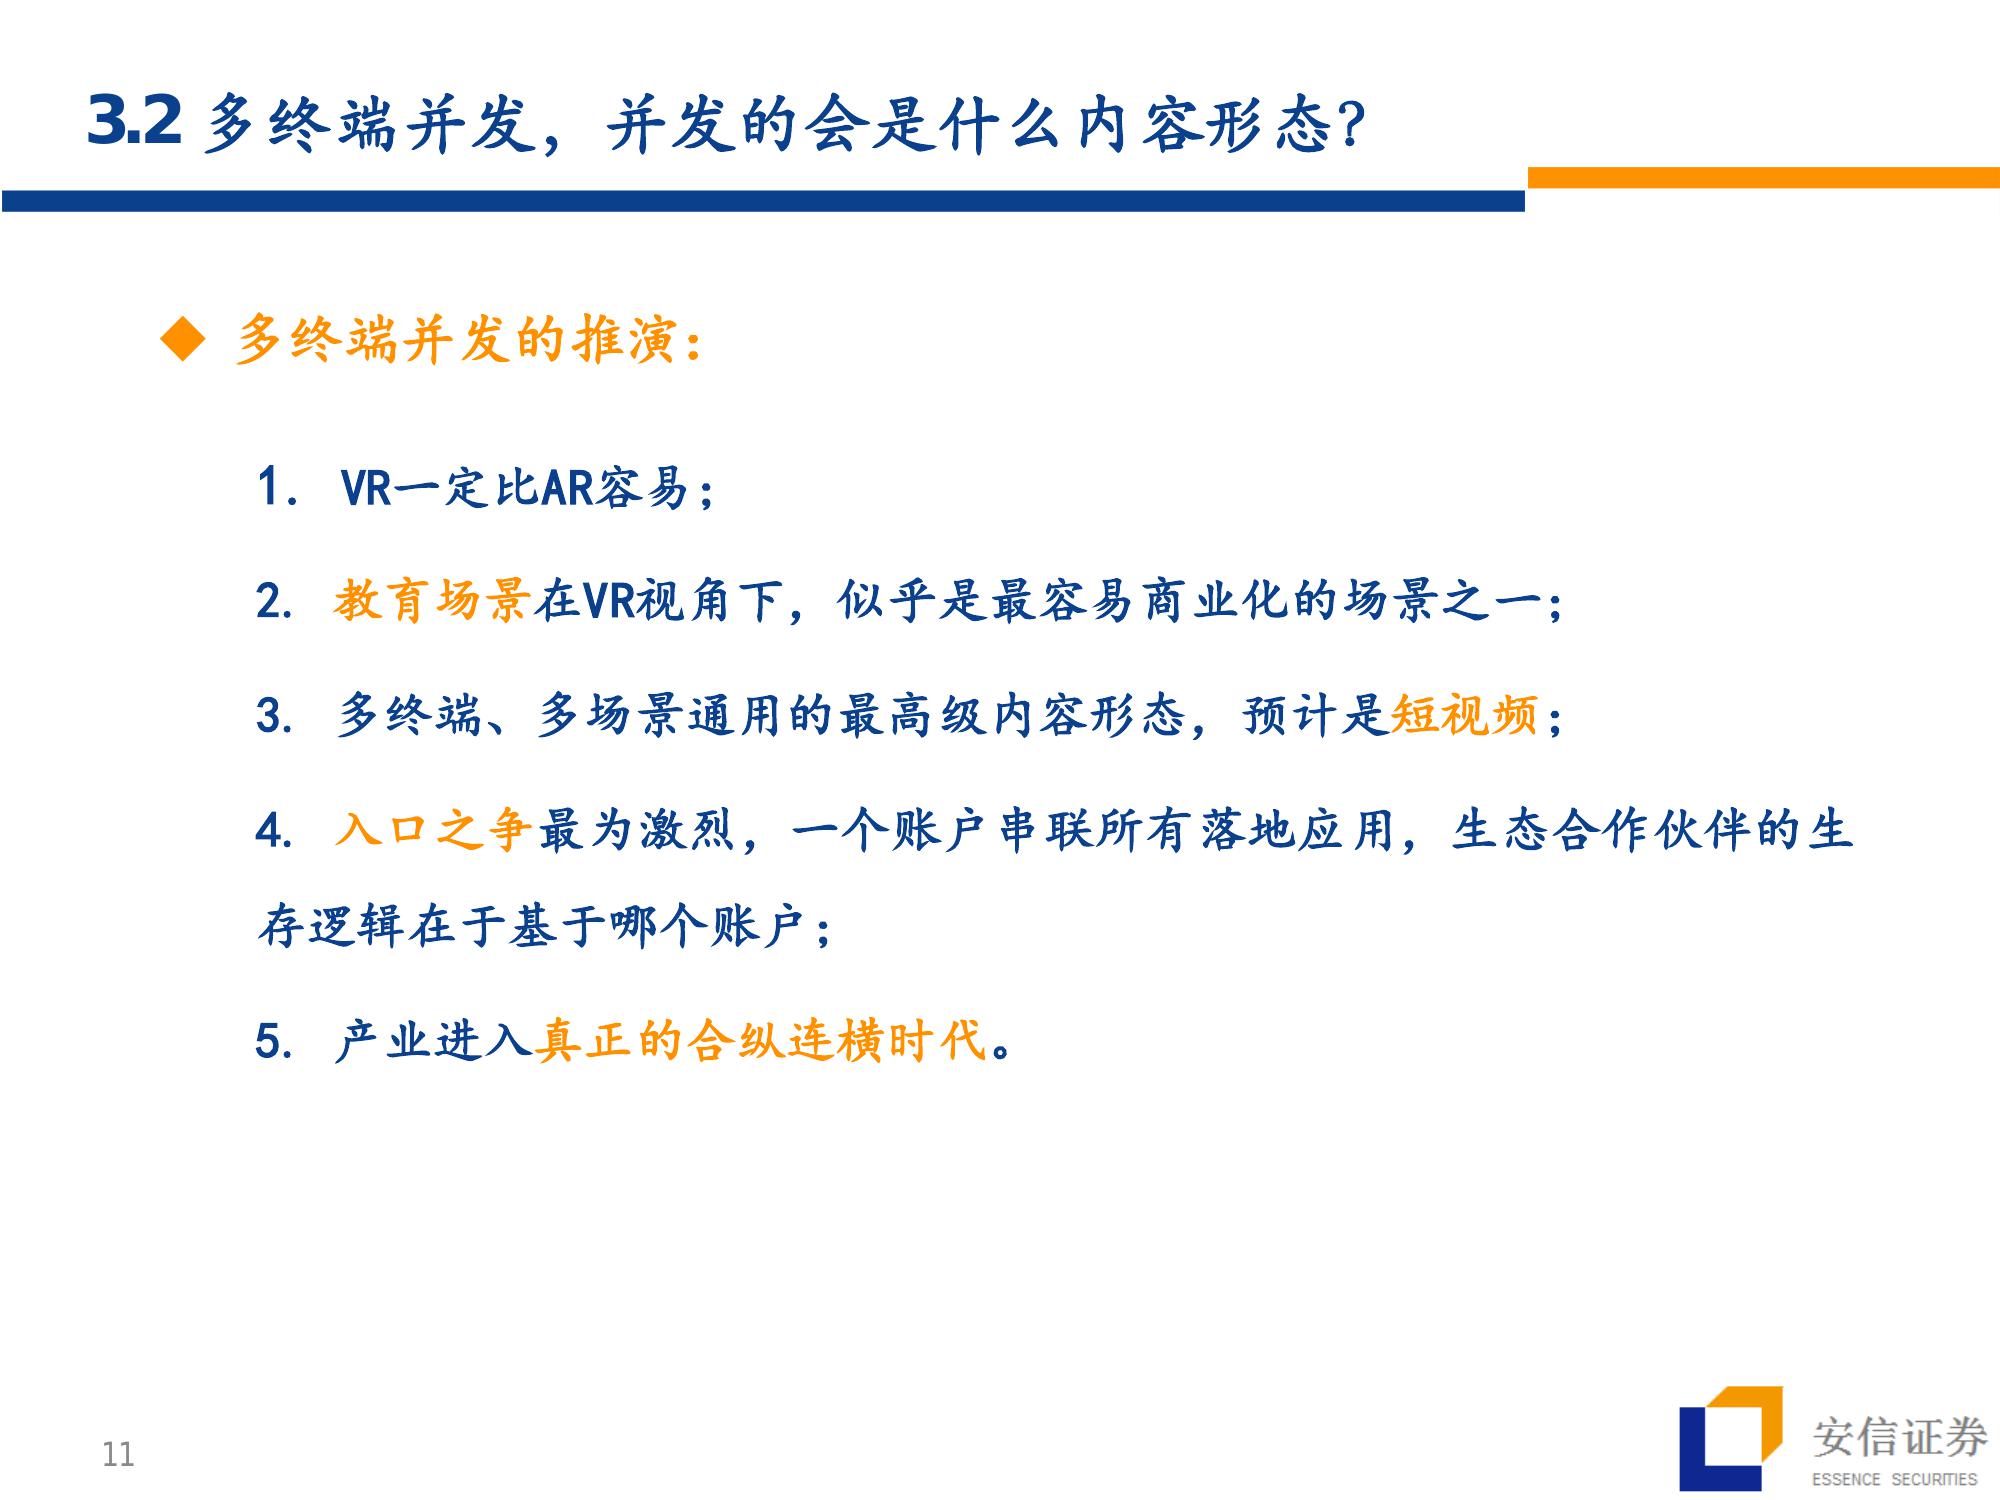 3.2 多终端并发，并发的会是什么内容形态?
多终端并发的推演：
1. VR一定比AR容易；
2. 教育场景在VR视角下，似乎是最容易商业化的场景之一；
3. 多终端、多场景通用的最高级内容形态，预计是短视频；
4. 入口之争最为激烈，一个账户串联所有落地应用，生态合作伙伴的生
存逻辑在于基于哪个账户；
5. 产业进入真正的合纵连横时代。
11
安信证券
ESSENCE SECURITIES